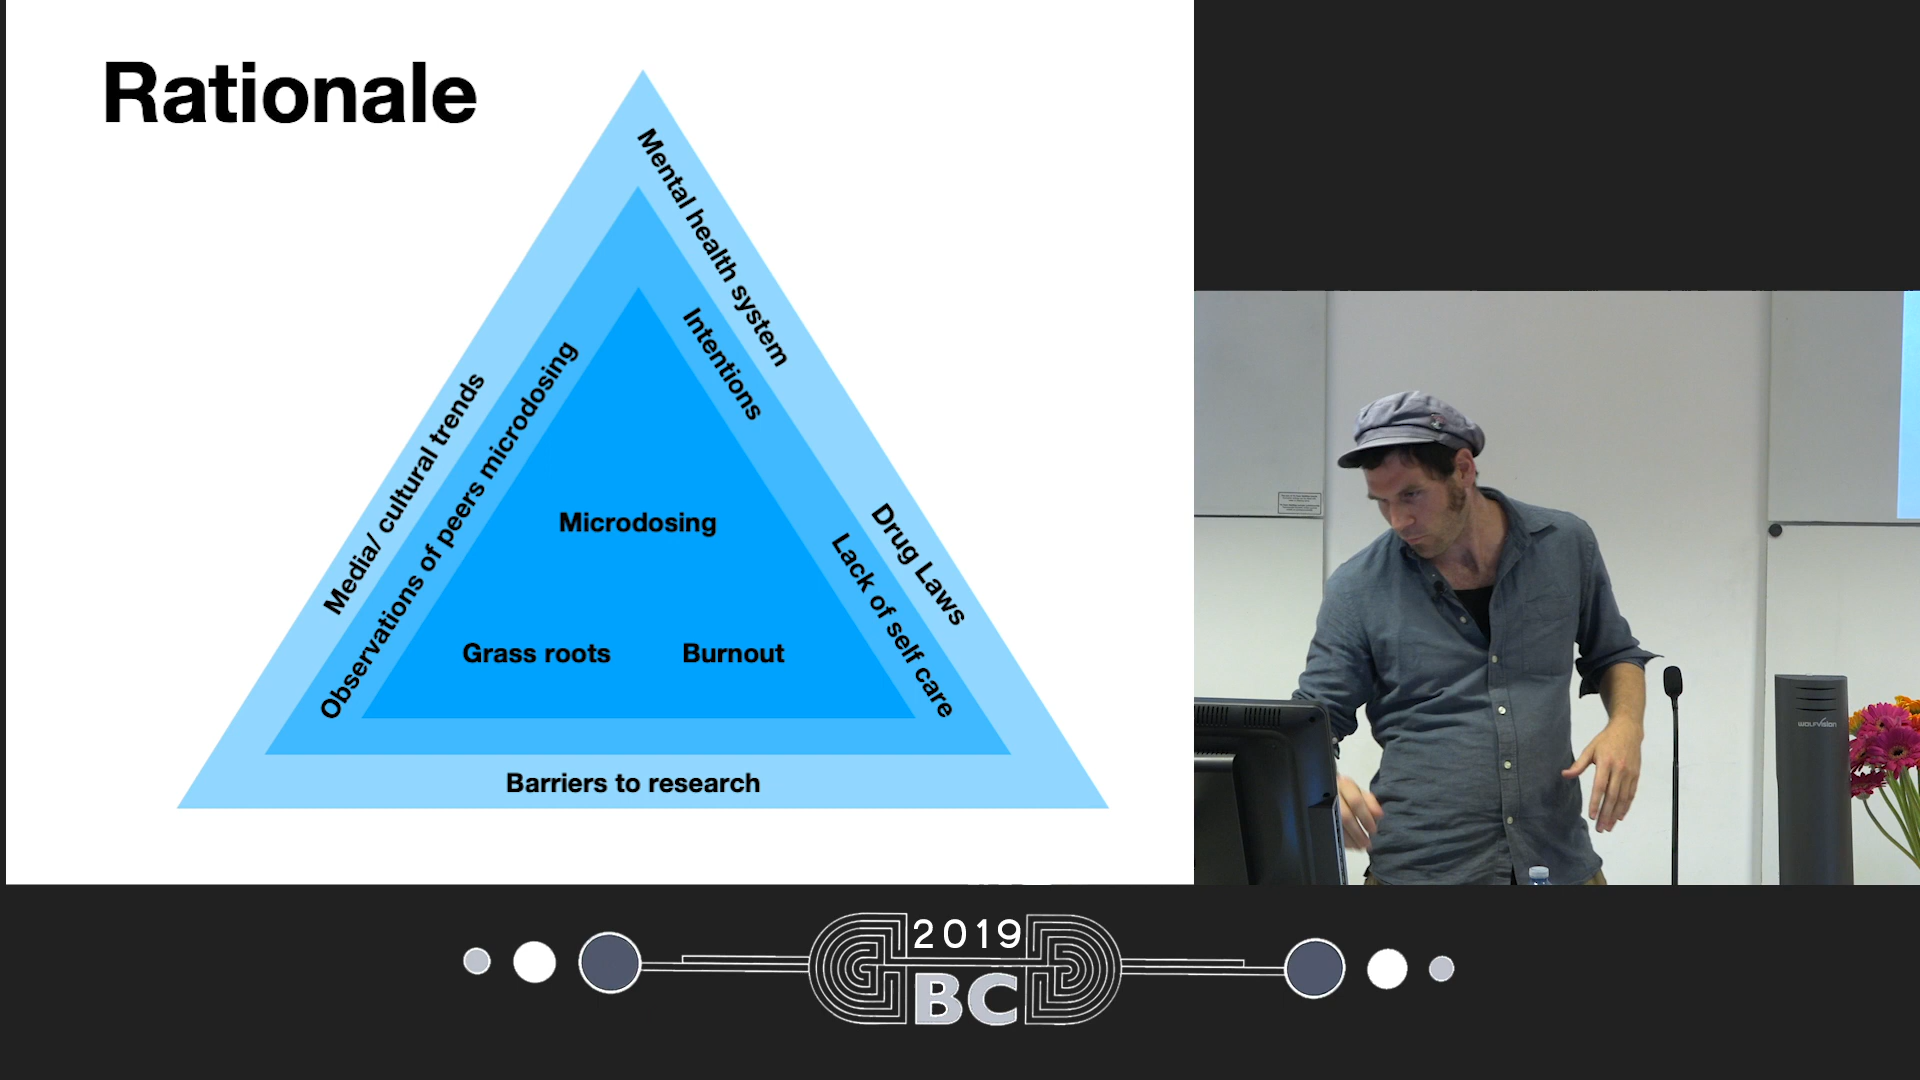 Rationale
Mental health system
Intentions
Media/ cultural trends
Observations of peers microdosing
Drug Laws
Lack of self care
Microdosing
Grass roots
Burnout
Barriers to research
WOLFVISION
2019
BC